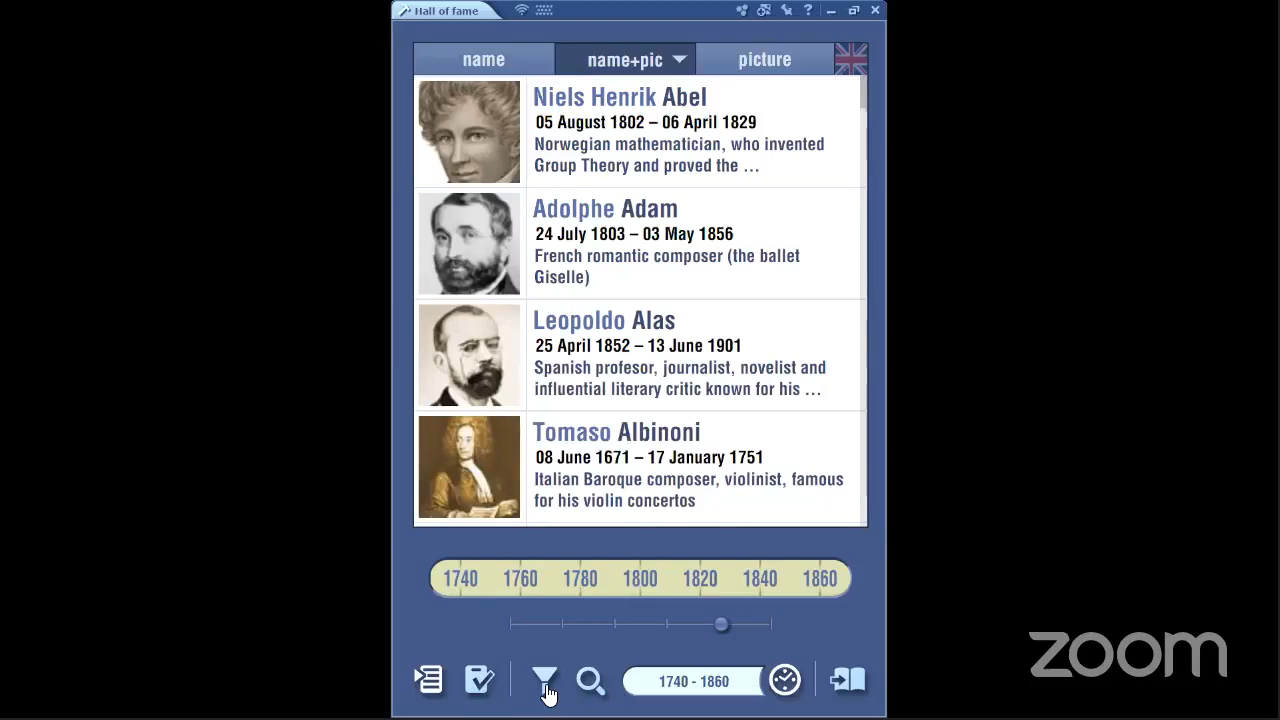 Hall of fame
name
name+pic
picture
Niels Henrik Abel
05 August 1802 – 06 April 1829
Norwegian mathematician, who invented
Group Theory and proved the ...
Adolphe Adam
24 July 1803 – 03 May 1856
French romantic composer (the ballet
Giselle)
Leopoldo Alas
25 April 1852 – 13 June 1901
Spanish profesor, journalist, novelist and
influential literary critic known for his ...
Tomaso Albinoni
08 June 1671 – 17 January 1751
Italian Baroque composer, violinist, famous
for his violin concertos
1740 1760 1780 1800 1820 1840 1860
1740 - 1860
zoom